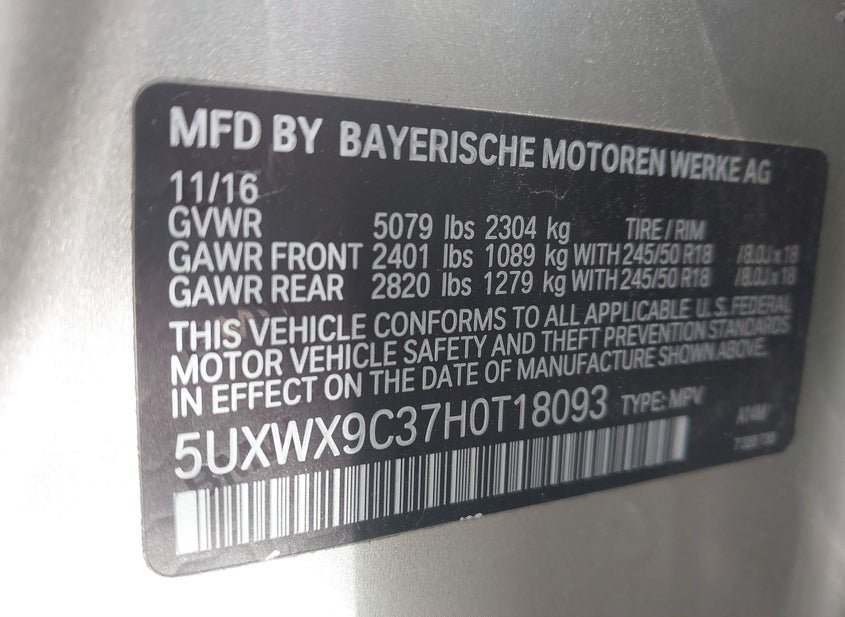 MFD BY BAYERISCHE MOTOREN WERKE AG
11/16
GVWR 5079 lbs 2304 kg TIRE / RIM
GAWR FRONT 2401 lbs 1089 kg WITH 245/50 R18 /8.0J x 18
GAWR REAR 2820 lbs 1279 kg WITH 245/50 R18 /8.0J x 18
THIS VEHICLE CONFORMS TO ALL APPLICABLE U. S. FEDERAL
MOTOR VEHICLE SAFETY AND THEFT PREVENTION STANDARDS
IN EFFECT ON THE DATE OF MANUFACTURE SHOWN ABOVE.
5UXWX9C37H0T18093 TYPE: MPV A14M